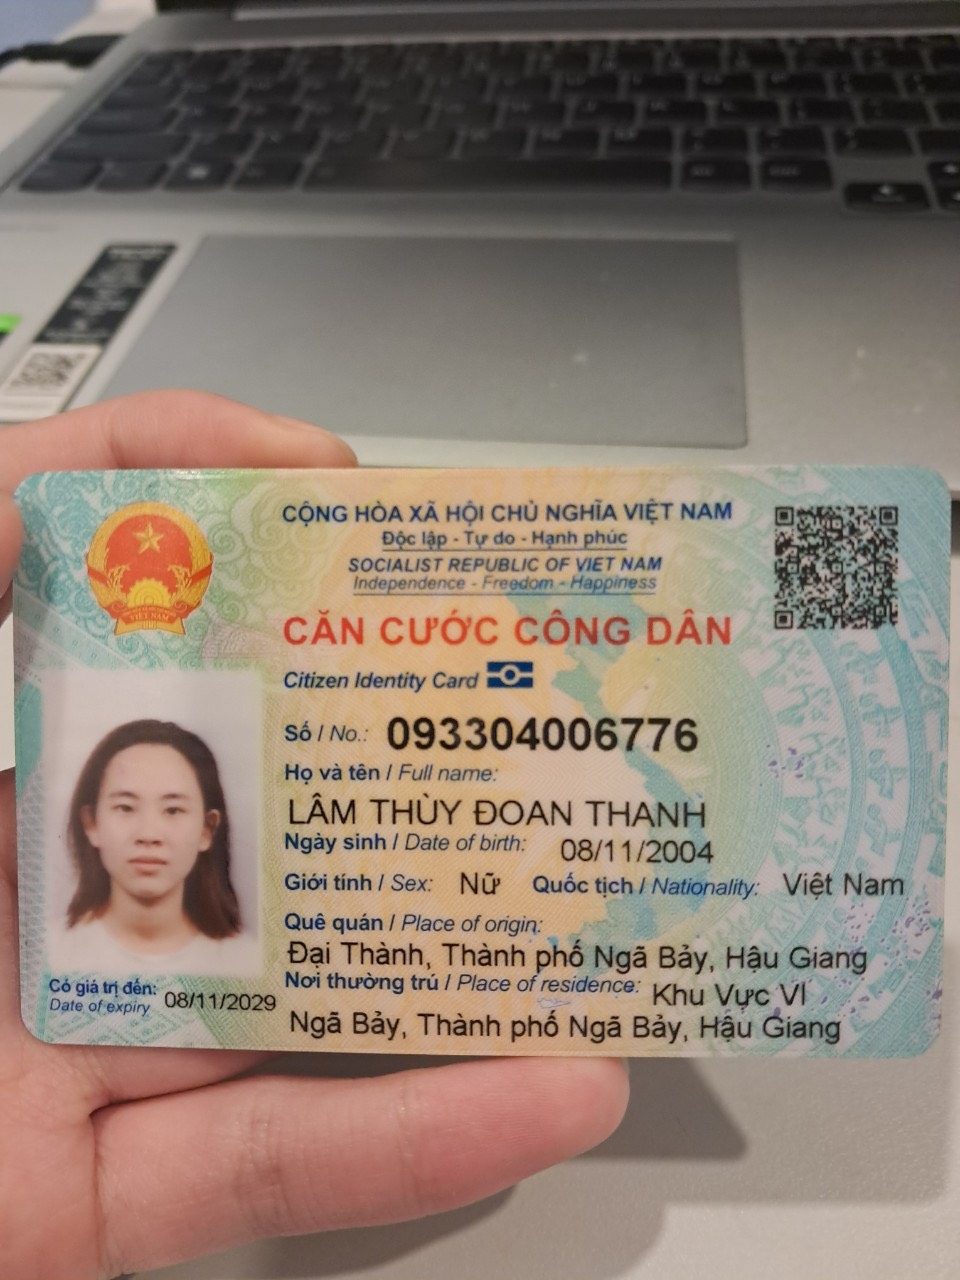 CỘNG HÒA XÃ HỘI CHỦ NGHĨA VIỆT NAM
Độc lập - Tự do - Hạnh phúc
SOCIALIST REPUBLIC OF VIET NAM
Independence - Freedom - Happiness
CĂN CƯỚC CÔNG DÂN
Citizen Identity Card
Số / No.: 093304006776
Họ và tên / Full name:
LÂM THÙY ĐOAN THANH
Ngày sinh / Date of birth: 08/11/2004
Giới tính / Sex: Nữ Quốc tịch / Nationality: Việt Nam
Quê quán / Place of origin:
Đại Thành, Thành phố Ngã Bảy, Hậu Giang
Nơi thường trú / Place of residence: Khu Vực VI
Ngã Bảy, Thành phố Ngã Bảy, Hậu Giang
Có giá trị đến: 08/11/2029
Date of expiry
VIỆT NAM